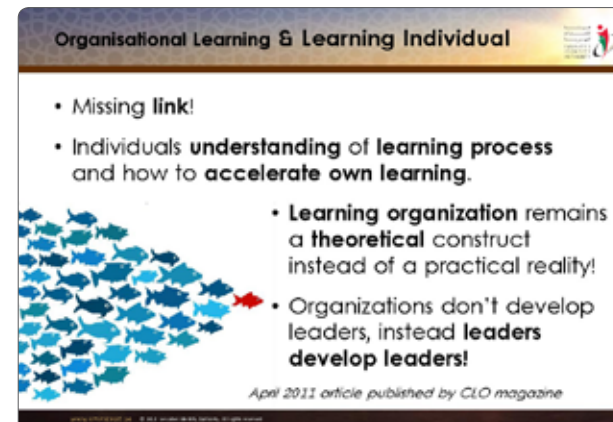 Organisational Learning & Learning Individual
• Missing link!
• Individuals understanding of learning process
and how to accelerate own learning.
• Learning organization remains
a theoretical construct
instead of a practical reality!
• Organizations don't develop
leaders, instead leaders
develop leaders!
April 2011 article published by CLO magazine